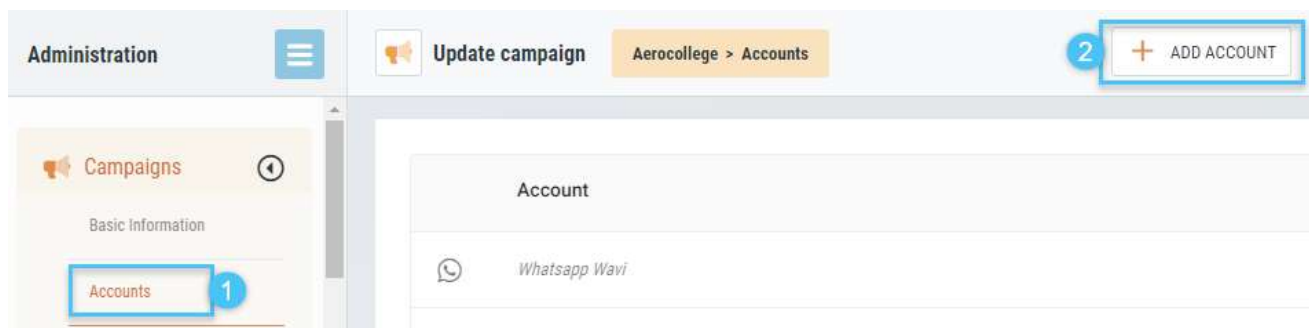 Administration
Update campaign
Aerocollege > Accounts
2
+ ADD ACCOUNT
Campaigns
Basic Information
Accounts
1
Account
Whatsapp Wavi